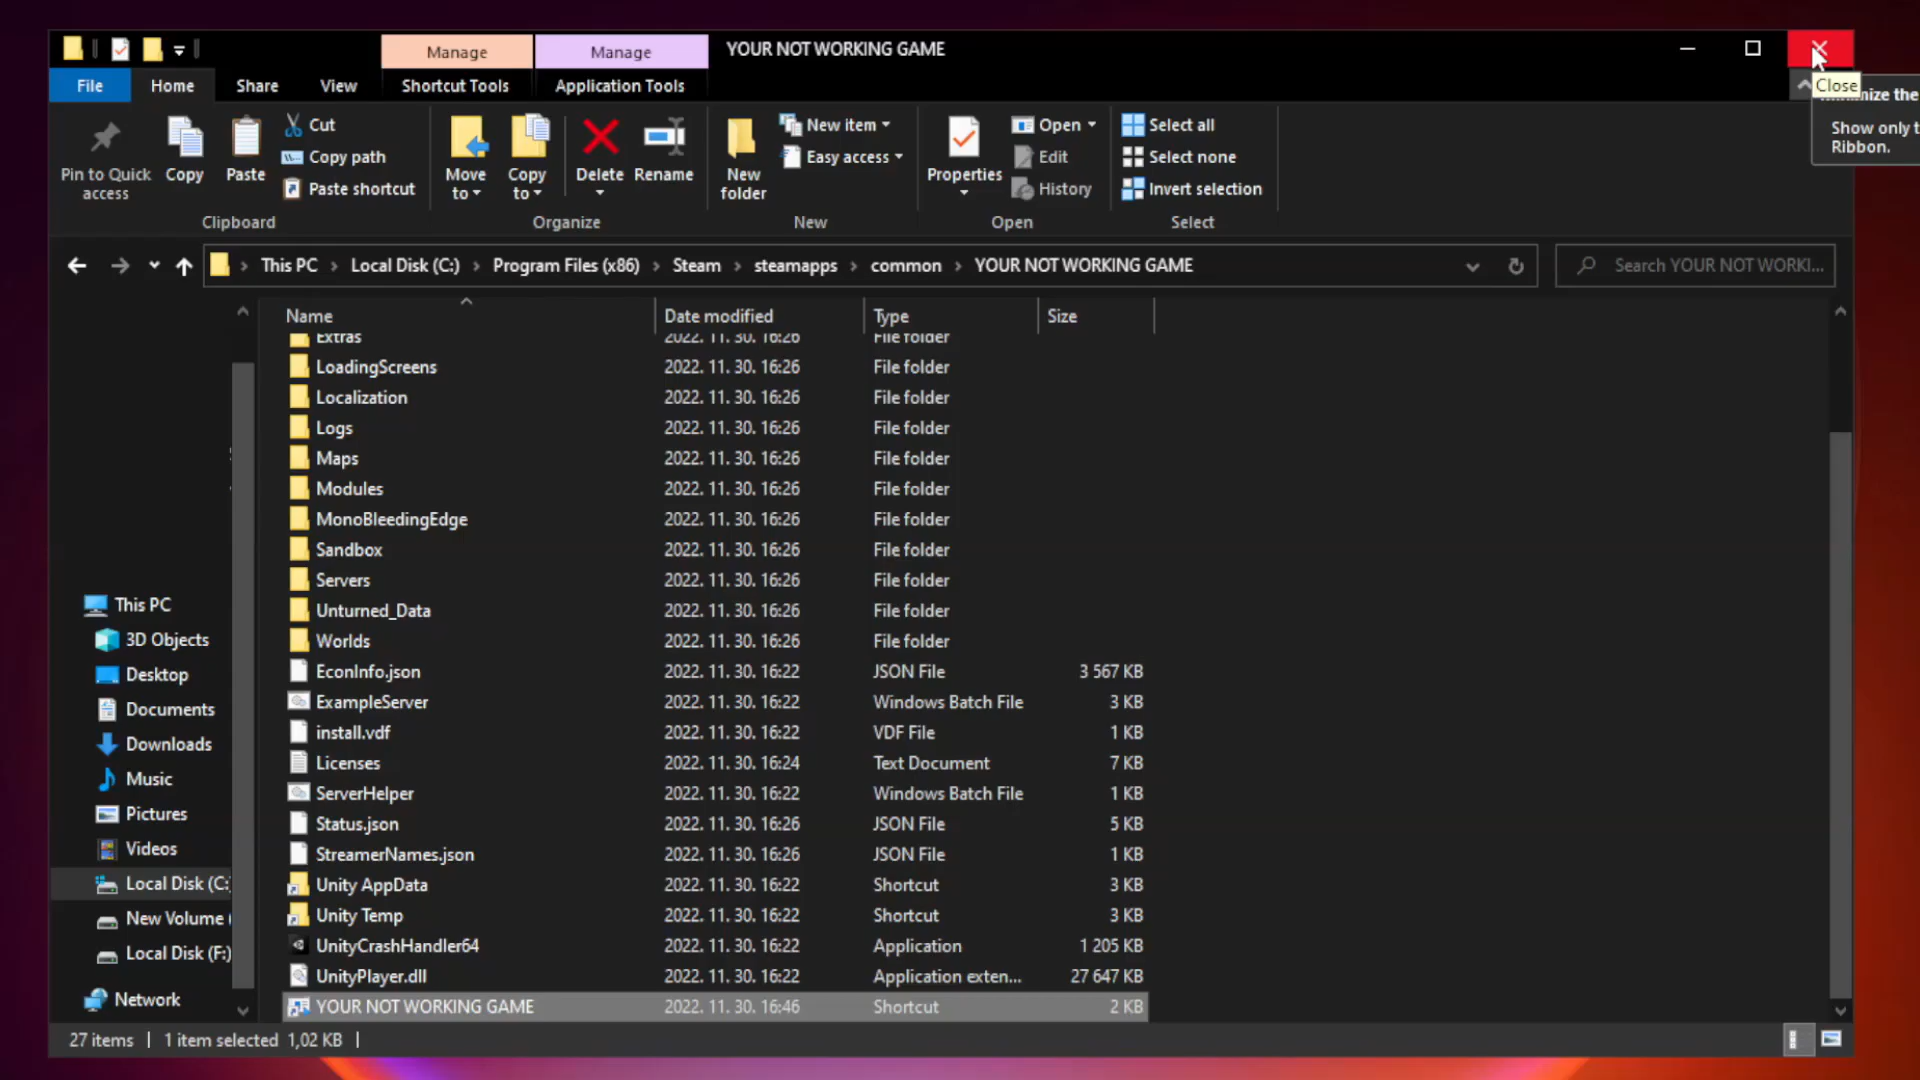 Manage
Manage
YOUR NOT WORKING GAME
File
Home
Share
View
Shortcut Tools
Application Tools
Close
the
Show only t
Ribbon.
Pin to Quick
access
Copy
Paste
Cut
Copy path
Paste shortcut
Clipboard
Move
to
Copy
to
Delete
Rename
Organize
New
folder
New item
Easy access
New
Properties
Open
Edit
History
Open
Select all
Select none
Invert selection
Select
This PC
Local Disk (C:)
Program Files (x86)
Steam
steamapps
common
YOUR NOT WORKING GAME
Search YOUR NOT WORKI...
Name Date modified Type Size
Extras 2022. 11. 30. 16:26 File folder
LoadingScreens 2022. 11. 30. 16:26 File folder
Localization 2022. 11. 30. 16:26 File folder
Logs 2022. 11. 30. 16:26 File folder
Maps 2022. 11. 30. 16:26 File folder
Modules 2022. 11. 30. 16:26 File folder
MonoBleedingEdge 2022. 11. 30. 16:26 File folder
Sandbox 2022. 11. 30. 16:26 File folder
Servers 2022. 11. 30. 16:26 File folder
Unturned_Data 2022. 11. 30. 16:26 File folder
Worlds 2022. 11. 30. 16:26 File folder
EconInfo.json 2022. 11. 30. 16:22 JSON File 3 567 KB
ExampleServer 2022. 11. 30. 16:22 Windows Batch File 3 KB
install.vdf 2022. 11. 30. 16:22 VDF File 1 KB
Licenses 2022. 11. 30. 16:24 Text Document 7 KB
ServerHelper 2022. 11. 30. 16:22 Windows Batch File 1 KB
Status.json 2022. 11. 30. 16:26 JSON File 5 KB
StreamerNames.json 2022. 11. 30. 16:26 JSON File 1 KB
Unity AppData 2022. 11. 30. 16:22 Shortcut 3 KB
Unity Temp 2022. 11. 30. 16:22 Shortcut 3 KB
UnityCrashHandler64 2022. 11. 30. 16:22 Application 1 205 KB
UnityPlayer.dll 2022. 11. 30. 16:22 Application exten... 27 647 KB
YOUR NOT WORKING GAME 2022. 11. 30. 16:46 Shortcut 2 KB
This PC
3D Objects
Desktop
Documents
Downloads
Music
Pictures
Videos
Local Disk (C:
New Volume (
Local Disk (F:)
Network
27 items
1 item selected 1,02 KB